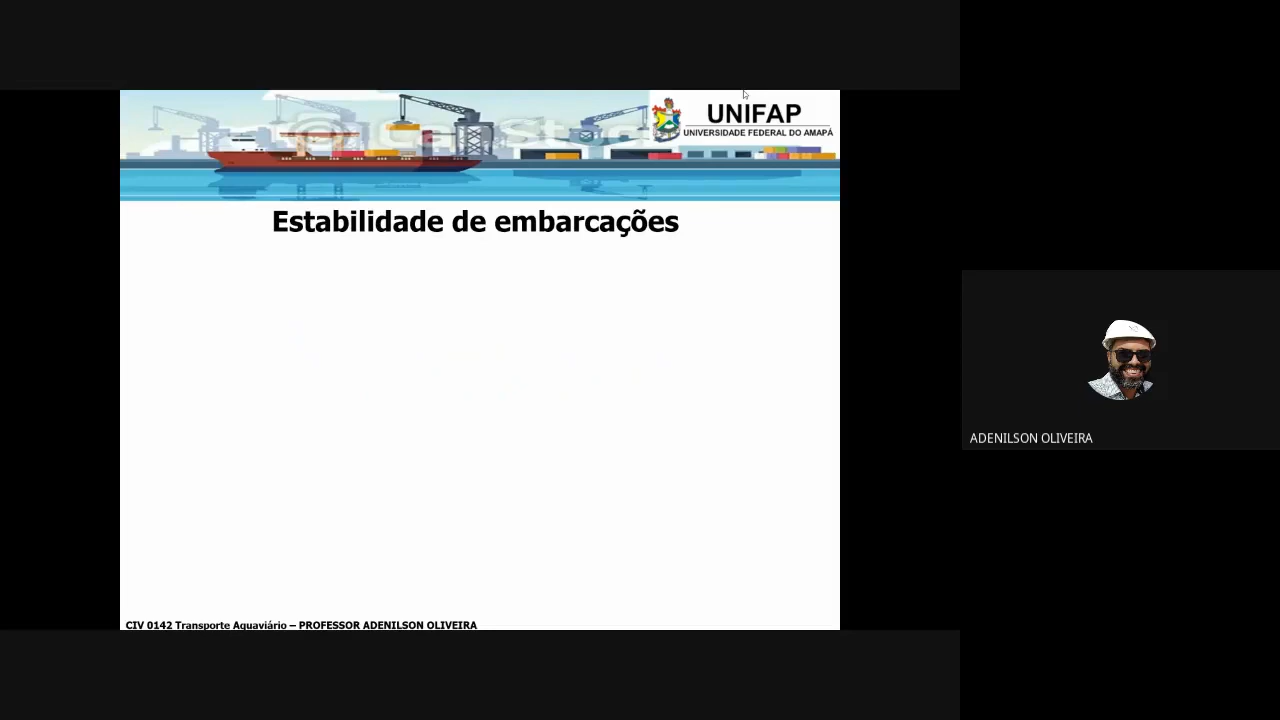 UNIFAP
UNIVERSIDADE FEDERAL DO AMAPÁ
Estabilidade de embarcações
ADENILSON OLIVEIRA
CIV 0142 Transporte Aquaviário – PROFESSOR ADENILSON OLIVEIRA